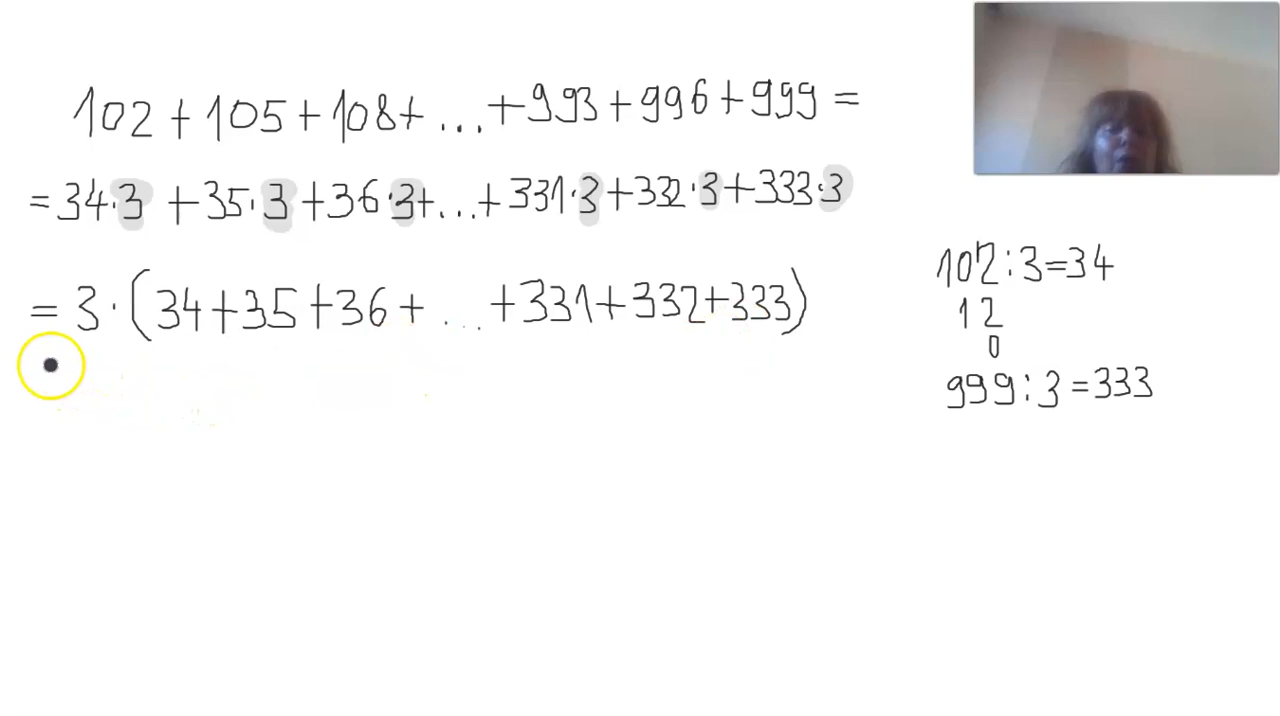 102 + 105 + 108 + ... + 993 + 996 + 999 =
= 34·3 + 35·3 + 36·3 + ... + 331·3 + 332·3 + 333·3
= 3·(34 + 35 + 36 + ... + 331 + 332 + 333)
102:3=34
12
0
999:3=333